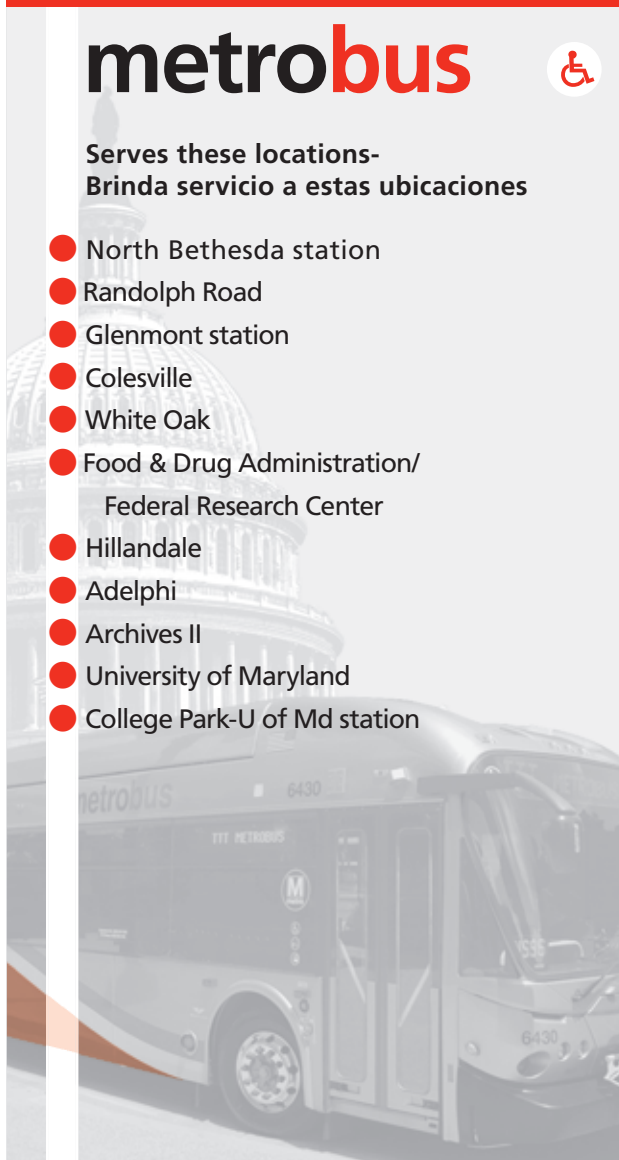 metrobus
Serves these locations-
Brinda servicio a estas ubicaciones
North Bethesda station
Randolph Road
Glenmont station
Colesville
White Oak
Food & Drug Administration/
Federal Research Center
Hillandale
Adelphi
Archives II
University of Maryland
College Park-U of Md station
metrobus
6430
TYT METROBUS
M
6430